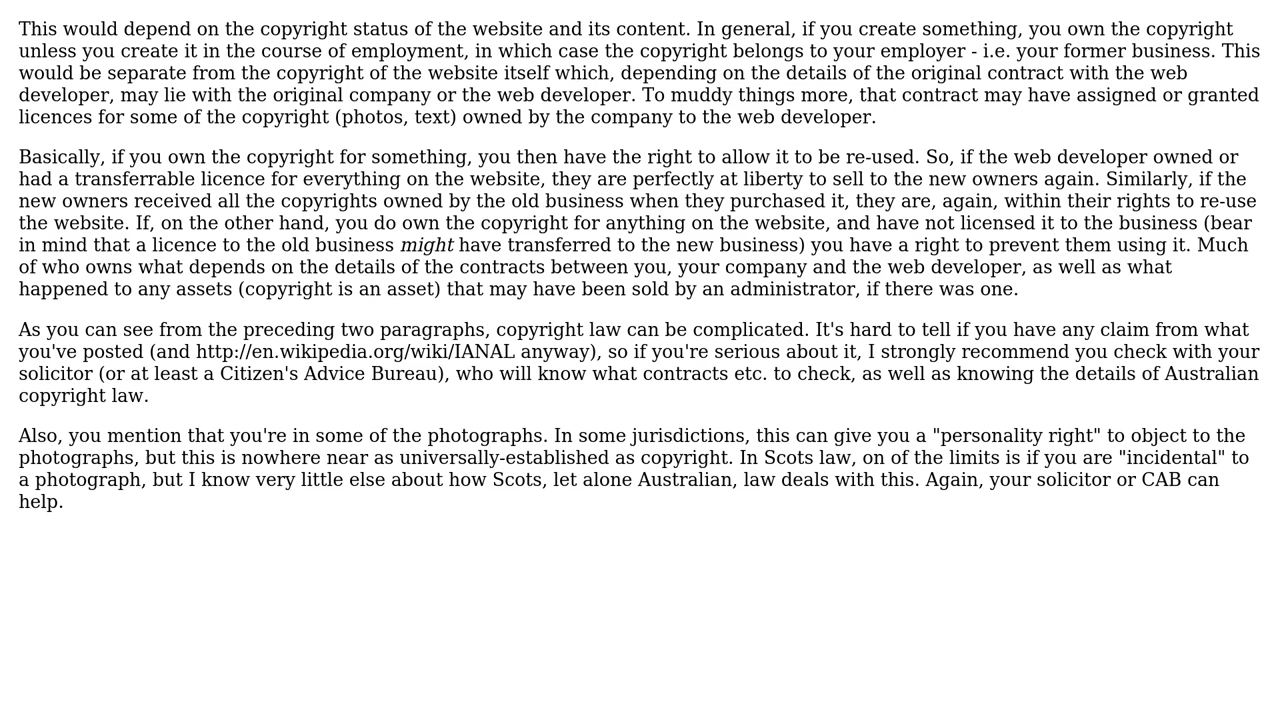 This would depend on the copyright status of the website and its content. In general, if you create something, you own the copyright
unless you create it in the course of employment, in which case the copyright belongs to your employer - i.e. your former business. This
would be separate from the copyright of the website itself which, depending on the details of the original contract with the web
developer, may lie with the original company or the web developer. To muddy things more, that contract may have assigned or granted
licences for some of the copyright (photos, text) owned by the company to the web developer.
Basically, if you own the copyright for something, you then have the right to allow it to be re-used. So, if the web developer owned or
had a transferrable licence for everything on the website, they are perfectly at liberty to sell to the new owners again. Similarly, if the
new owners received all the copyrights owned by the old business when they purchased it, they are, again, within their rights to re-use
the website. If, on the other hand, you do own the copyright for anything on the website, and have not licensed it to the business (bear
in mind that a licence to the old business might have transferred to the new business) you have a right to prevent them using it. Much
of who owns what depends on the details of the contracts between you, your company and the web developer, as well as what
happened to any assets (copyright is an asset) that may have been sold by an administrator, if there was one.
As you can see from the preceding two paragraphs, copyright law can be complicated. It's hard to tell if you have any claim from what
you've posted (and http://en.wikipedia.org/wiki/IANAL anyway), so if you're serious about it, I strongly recommend you check with your
solicitor (or at least a Citizen's Advice Bureau), who will know what contracts etc. to check, as well as knowing the details of Australian
copyright law.
Also, you mention that you're in some of the photographs. In some jurisdictions, this can give you a "personality right" to object to the
photographs, but this is nowhere near as universally-established as copyright. In Scots law, on of the limits is if you are "incidental" to
a photograph, but I know very little else about how Scots, let alone Australian, law deals with this. Again, your solicitor or CAB can
help.